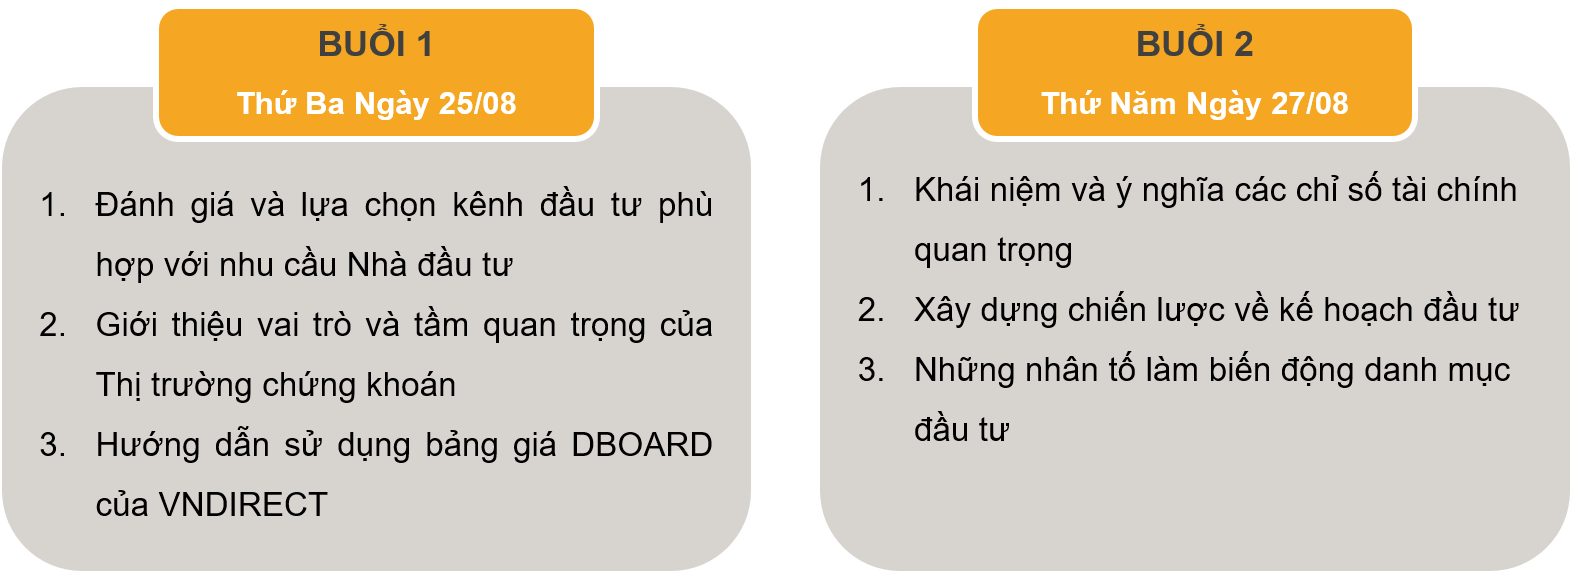 BUỔI 1
Thứ Ba Ngày 25/08
1. Đánh giá và lựa chọn kênh đầu tư phù
hợp với nhu cầu Nhà đầu tư
2. Giới thiệu vai trò và tầm quan trọng của
Thị trường chứng khoán
3. Hướng dẫn sử dụng bảng giá DBOARD
của VNDIRECT
BUỔI 2
Thứ Năm Ngày 27/08
1. Khái niệm và ý nghĩa các chỉ số tài chính
quan trọng
2. Xây dựng chiến lược về kế hoạch đầu tư
3. Những nhân tố làm biến động danh mục
đầu tư